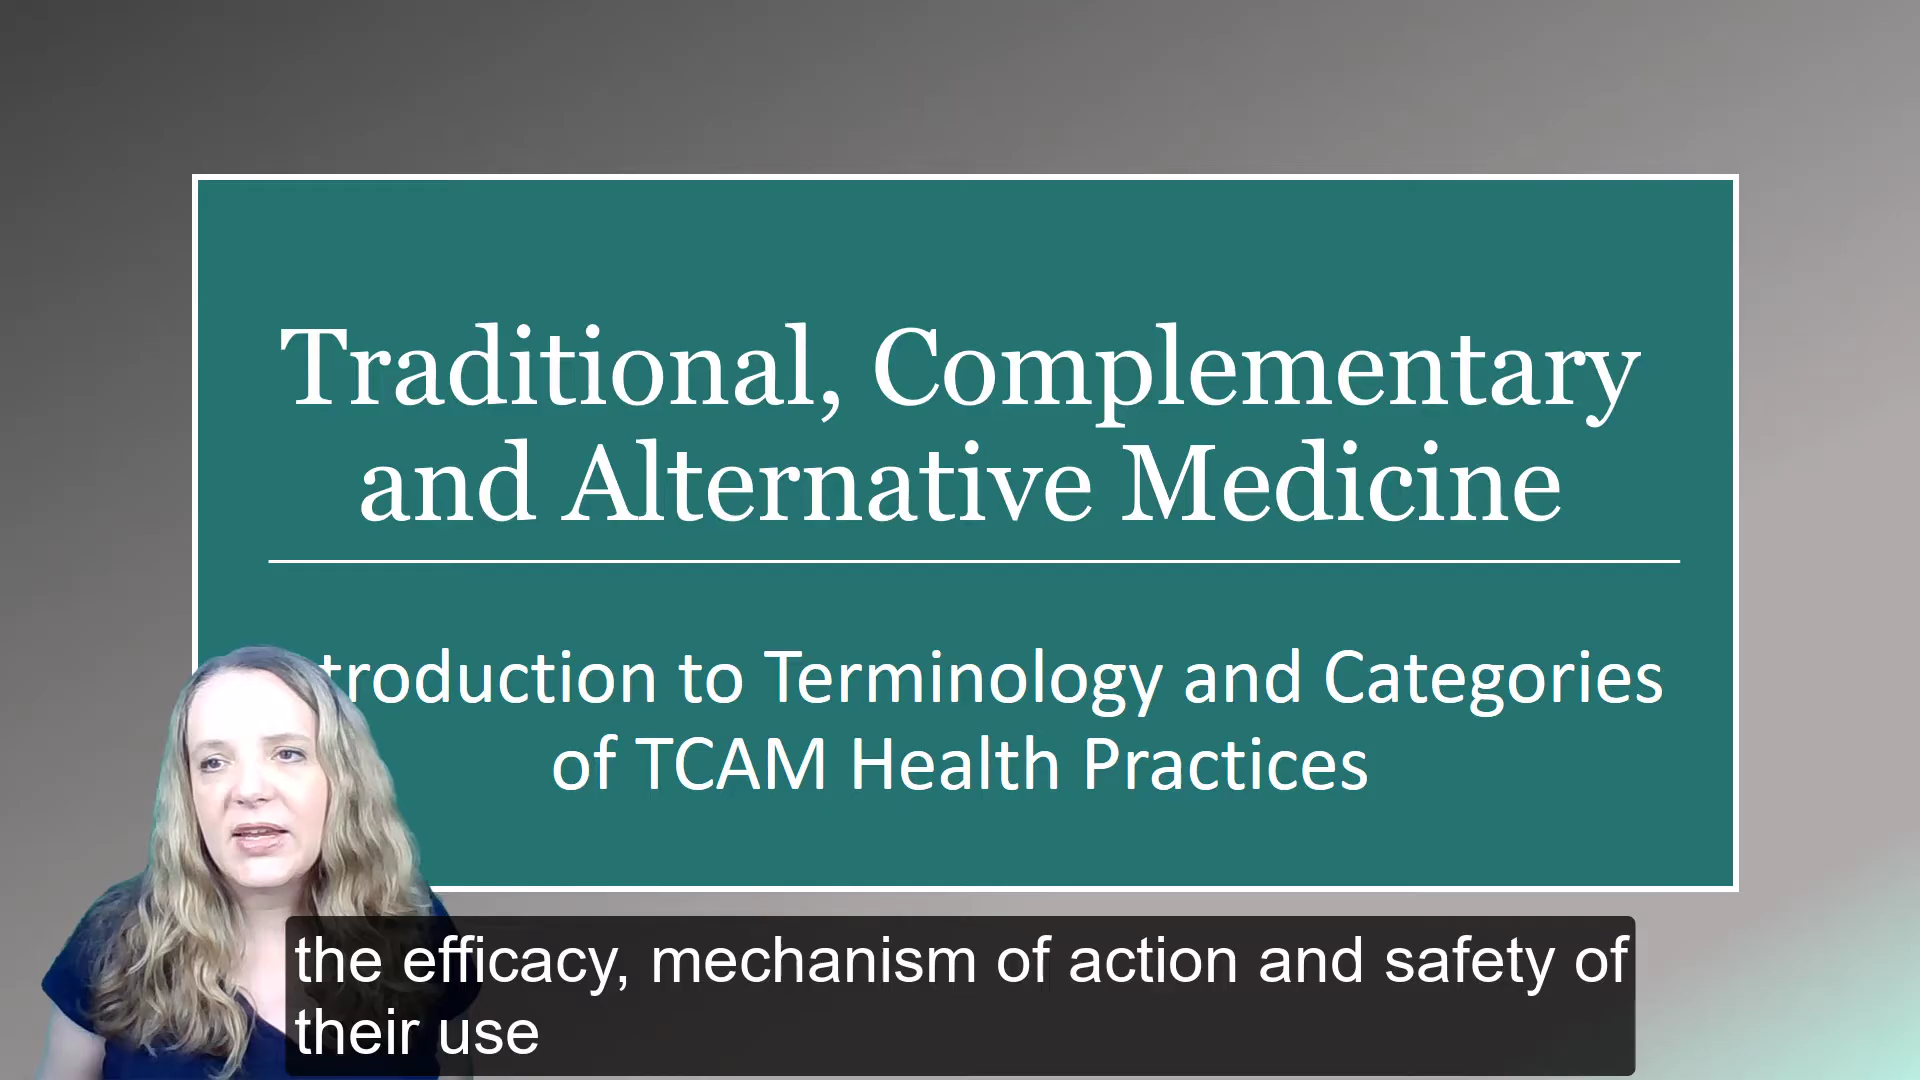 Traditional, Complementary
and Alternative Medicine
troduction to Terminology and Categories
of TCAM Health Practices
the efficacy, mechanism of action and safety of
their use